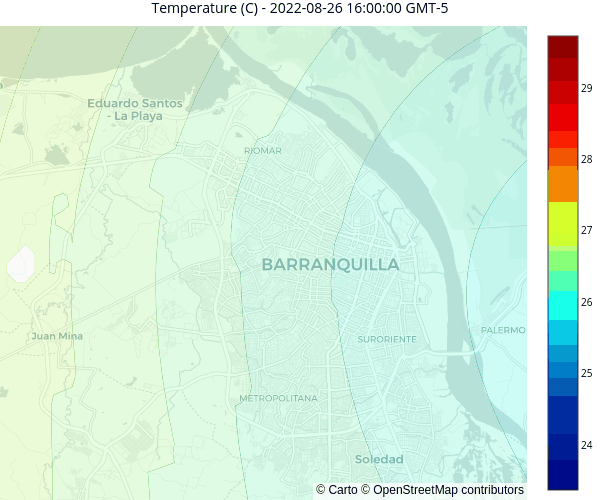 Temperature (C) - 2022-08-26 16:00:00 GMT-5
Eduardo Santos
- La Playa
RIOMAR
BARRANQUILLA
Juan Mina
SURORIENTE
PALERMO
METROPOLITANA
Soledad
© Carto © OpenStreetMap contributors
29
28
27
26
25
24